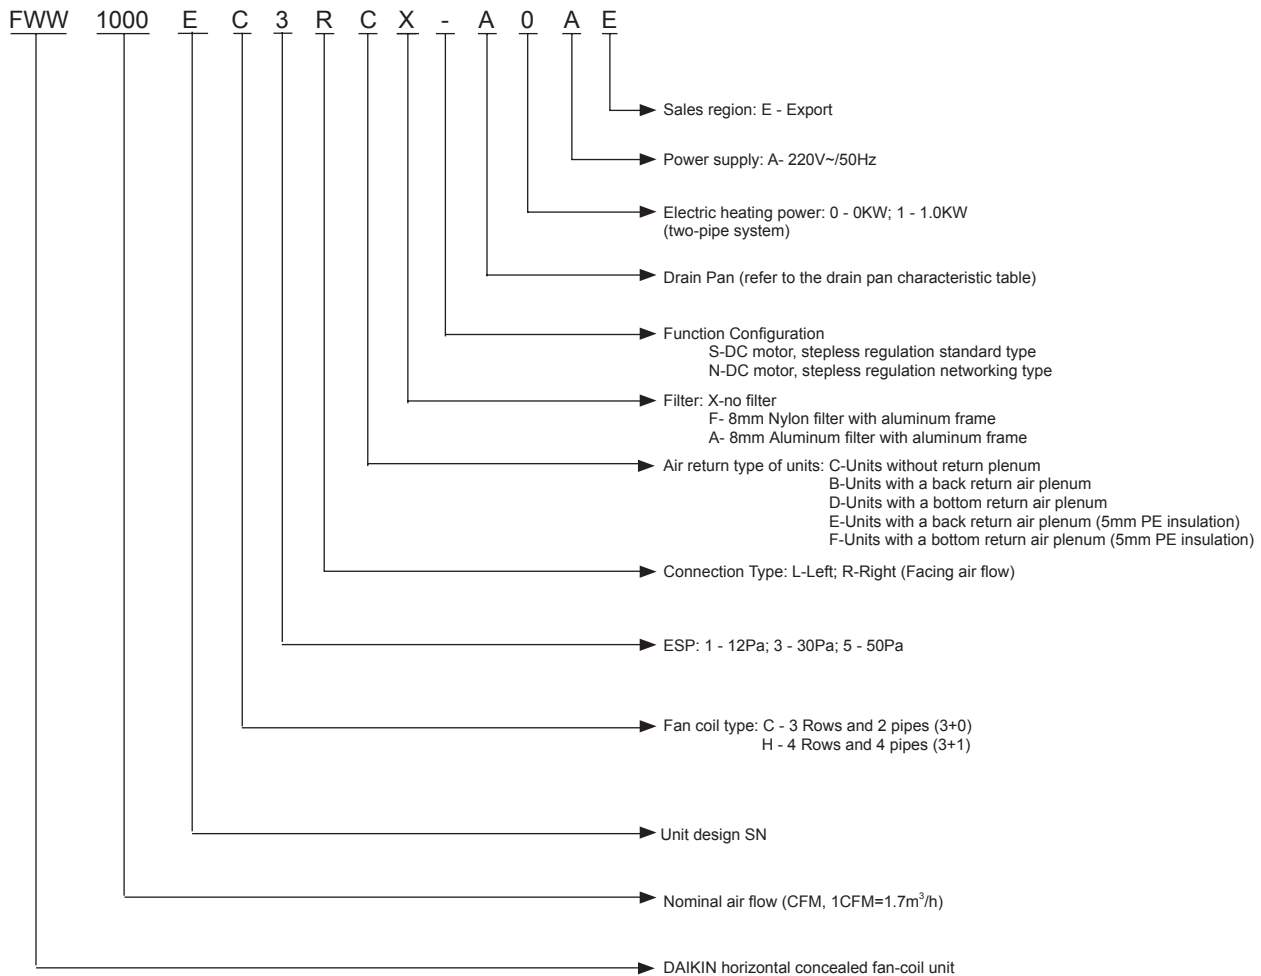 FWW 1000 E C 3 R C X - A 0 A E
Sales region: E - Export
Power supply: A- 220V~/50Hz
Electric heating power: 0 - 0KW; 1 - 1.0KW
(two-pipe system)
Drain Pan (refer to the drain pan characteristic table)
Function Configuration
S-DC motor, stepless regulation standard type
N-DC motor, stepless regulation networking type
Filter: X-no filter
F- 8mm Nylon filter with aluminum frame
A- 8mm Aluminum filter with aluminum frame
Air return type of units: C-Units without return plenum
B-Units with a back return air plenum
D-Units with a bottom return air plenum
E-Units with a back return air plenum (5mm PE insulation)
F-Units with a bottom return air plenum (5mm PE insulation)
Connection Type: L-Left; R-Right (Facing air flow)
ESP: 1 - 12Pa; 3 - 30Pa; 5 - 50Pa
Fan coil type: C - 3 Rows and 2 pipes (3+0)
H - 4 Rows and 4 pipes (3+1)
Unit design SN
Nominal air flow (CFM, 1CFM=1.7m³/h)
DAIKIN horizontal concealed fan-coil unit